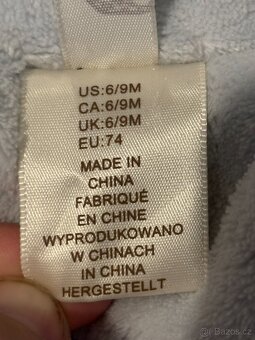 US:6/9M
CA:6/9M
UK:6/9M
EU:74
MADE IN
CHINA
FABRIQUÉ
EN CHINE
WYPRODUKOWANO
W CHINACH
IN CHINA
HERGESTELLT
Bazoš.cz